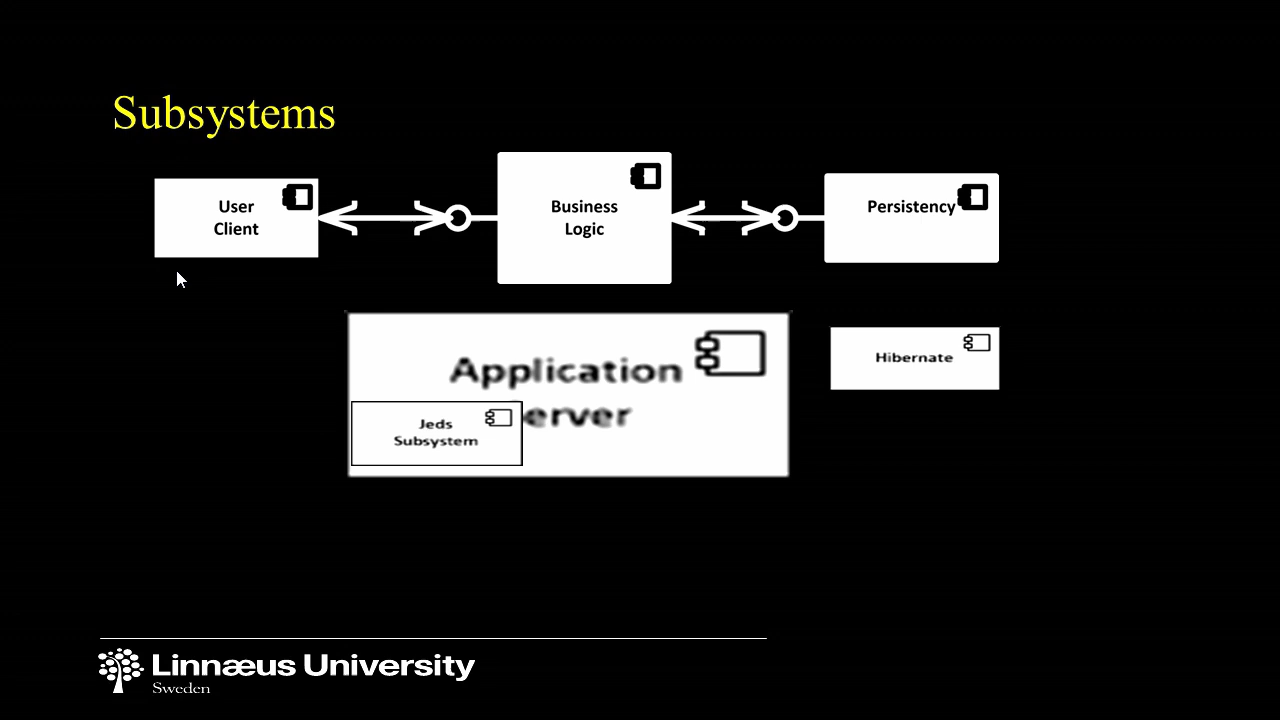 Subsystems
User
Client
Business
Logic
Persistency
Application
erver
Jeds
Subsystem
Hibernate
Linnæus University
Sweden